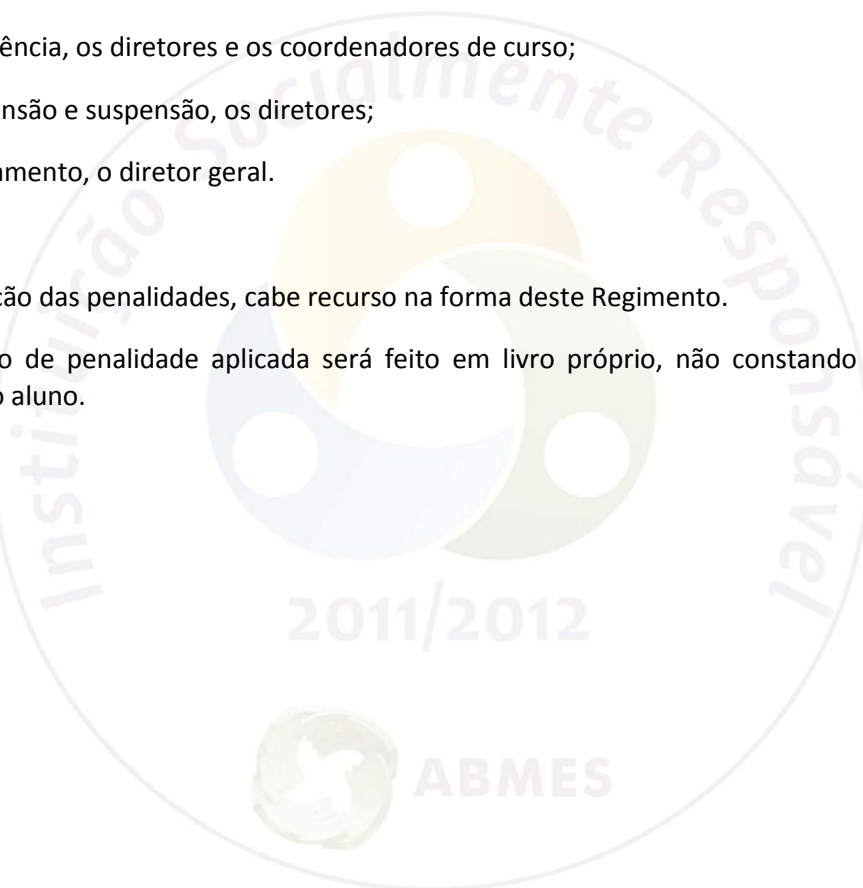 ência, os diretores e os coordenadores de curso;
nsão e suspensão, os diretores;
amento, o diretor geral.
ção das penalidades, cabe recurso na forma deste Regimento.
o de penalidade aplicada será feito em livro próprio, não constando
o aluno.
Instituição Socialmente Responsável
2011/2012
ABMES